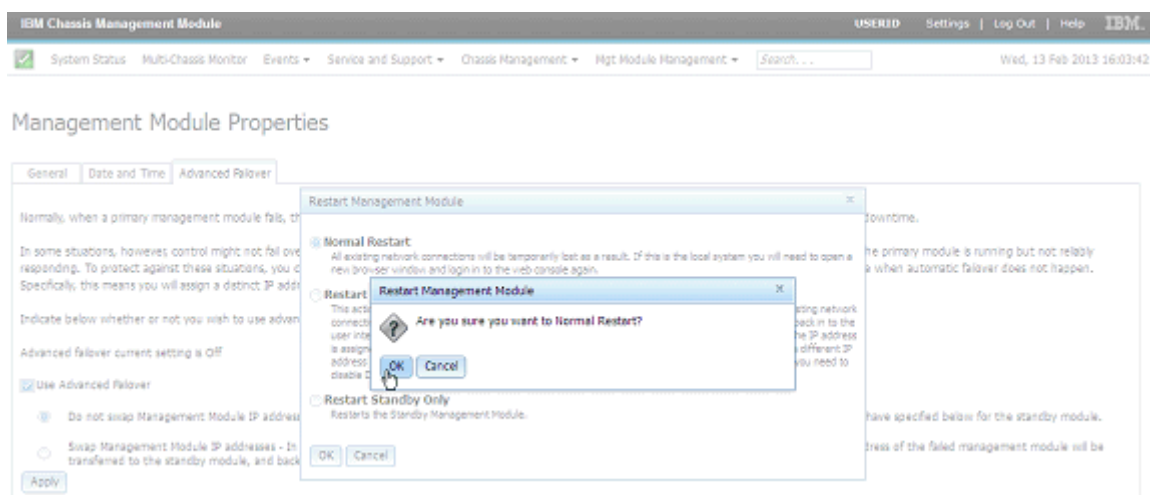 IBM Chassis Management Module USERID Settings | Log Out | Help IBM.
System Status Multi-Chassis Monitor Events Service and Support Chassis Management Mgt Module Management Search... Wed, 13 Feb 2013 16:03:42
Management Module Properties
General Date and Time Advanced Failover
Restart Management Module
Normally, when a primary management module fails, th
downtime.
Normal Restart
All existing network connections will be temporarily lost as a result. If this is the local system you will need to open a
new browser window and login in to the web console again.
In some situations, however, control might not fail ove
he primary module is running but not reliably
responding. To protect against these situations, you c
e when automatic failover does not happen.
Specifically, this means you will assign a distinct IP addr
Restart
Restart Management Module
This actio
sting network
connecti
back in to the
user inte
he IP address
is assigne
different IP
address
you need to
disable D
Are you sure you want to Normal Restart?
OK Cancel
Indicate below whether or not you wish to use advan
Advanced failover current setting is Off
Use Advanced Failover
Restart Standby Only
Restarts the Standby Management Module.
Do not swap Management Module IP addresse
have specified below for the standby module.
Swap Management Module IP addresses - In
dress of the failed management module will be
transferred to the standby module, and back
OK Cancel
Apply